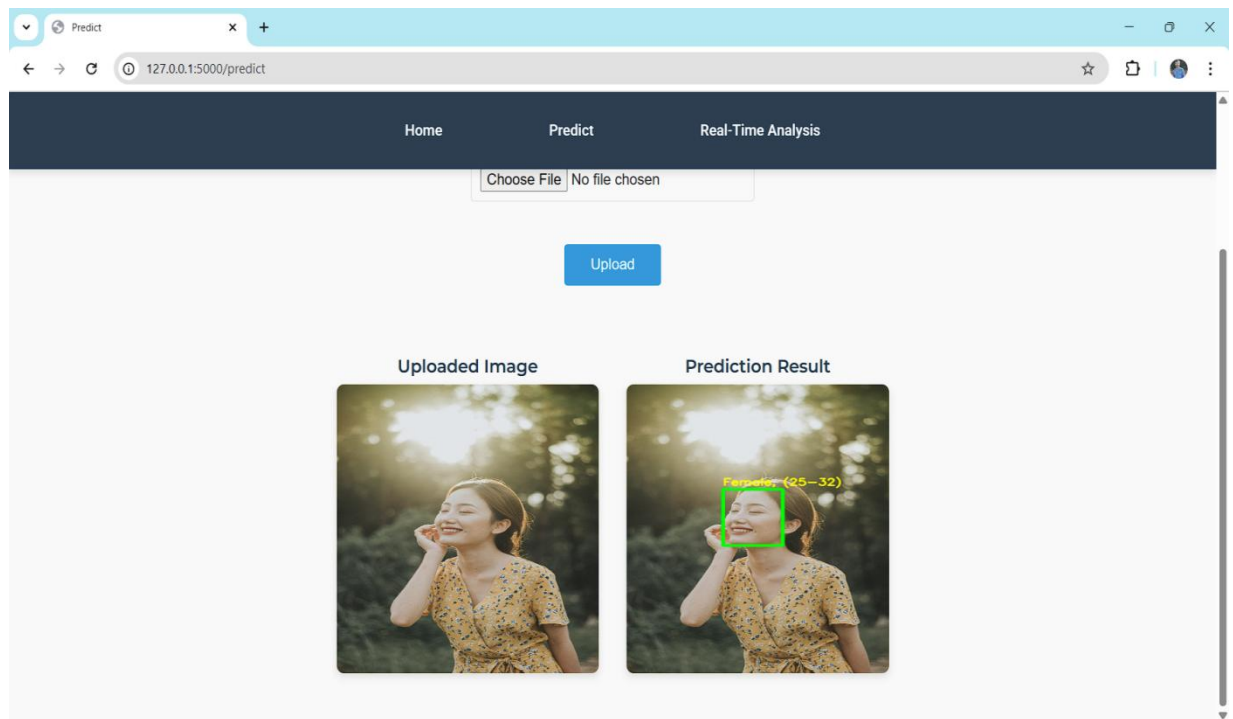 Predict
127.0.0.1:5000/predict
Home Predict Real-Time Analysis
Choose File No file chosen
Upload
Uploaded Image Prediction Result
Female, (25-32)